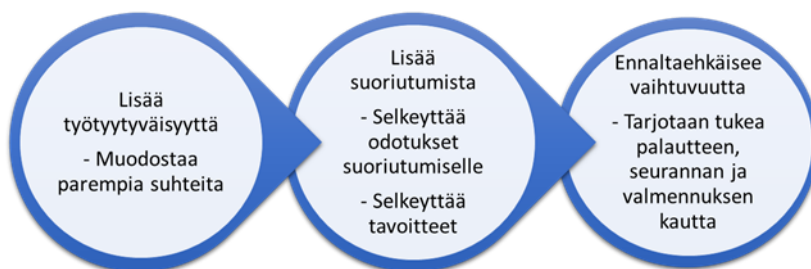 Lisää
työtyytyväisyyttä
- Muodostaa
parempia suhteita
Lisää
suoriutumista
- Selkeyttää
odotukset
suoriutumiselle
- Selkeyttää
tavoitteet
Ennaltaehkäisee
vaihtuvuutta
- Tarjotaan tukea
palautteen,
seurannan ja
valmennuksen
kautta